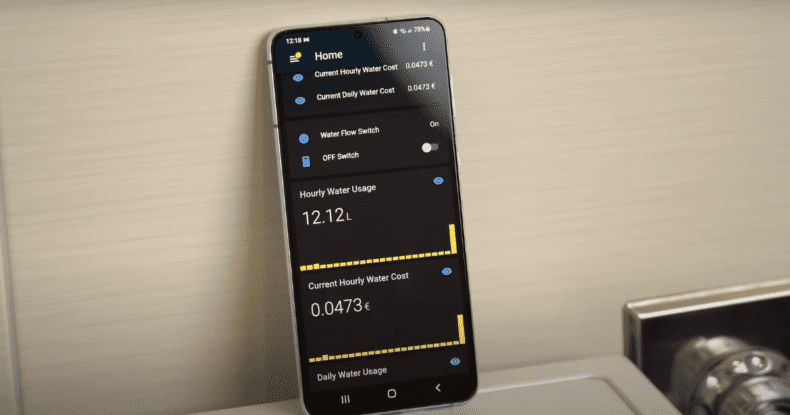 12:18
78%
Home
Current Hourly Water Cost 0.0473 €
Current Daily Water Cost 0.0473 €
Water Flow Switch On
OFF Switch
Hourly Water Usage
12.12 L
Current Hourly Water Cost
0.0473 €
Daily Water Usage